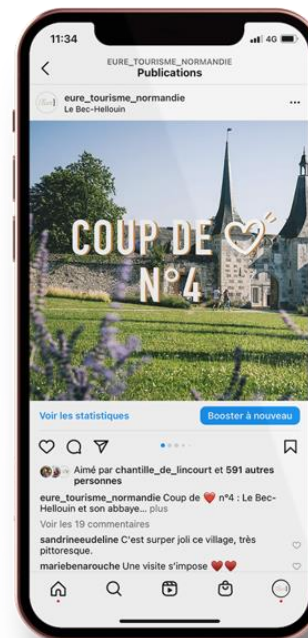 11:34
4G
EURE_TOURISME_NORMANDIE
Publications
eure_tourisme_normandie
Le Bec-Hellouin
COUP DE
N°4
Voir les statistiques
Booster à nouveau
Aimé par chantille_de_lincourt et 591 autres
personnes
eure_tourisme_normandie Coup de ❤️ n°4 : Le Bec-
Hellouin et son abbaye... plus
Voir les 19 commentaires
sandrineeudeline C'est surper joli ce village, très
pittoresque.
mariebenarouche Une visite s'impose ❤️❤️